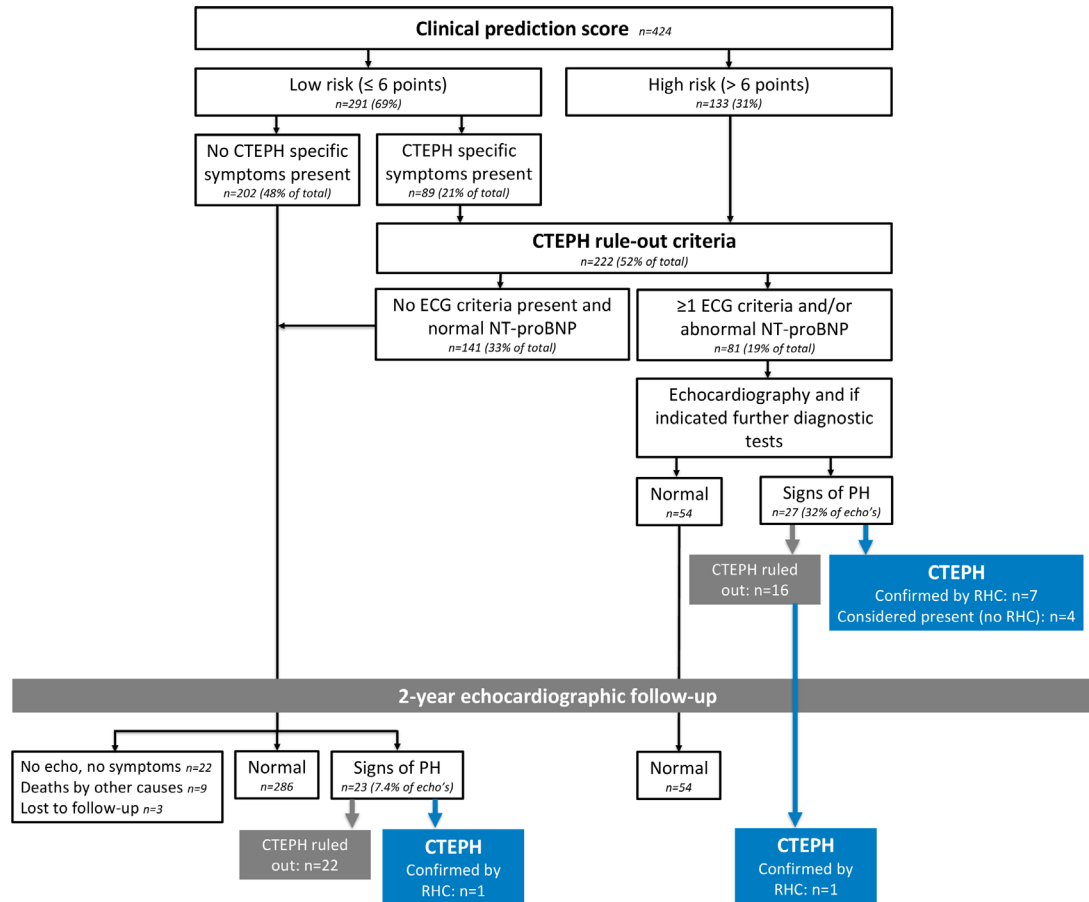 Clinical prediction score n=424
Low risk (≤ 6 points)
n=291 (69%)
High risk (> 6 points)
n=133 (31%)
No CTEPH specific
symptoms present
n=202 (48% of total)
CTEPH specific
symptoms present
n=89 (21% of total)
CTEPH rule-out criteria
n=222 (52% of total)
No ECG criteria present and
normal NT-proBNP
n=141 (33% of total)
≥1 ECG criteria and/or
abnormal NT-proBNP
n=81 (19% of total)
Echocardiography and if
indicated further diagnostic
tests
Normal
n=54
Signs of PH
n=27 (32% of echo's)
CTEPH ruled
out: n=16
CTEPH
Confirmed by RHC: n=7
Considered present (no RHC): n=4
2-year echocardiographic follow-up
No echo, no symptoms n=22
Deaths by other causes n=9
Lost to follow-up n=3
Normal
n=286
Signs of PH
n=23 (7.4% of echo's)
Normal
n=54
CTEPH ruled
out: n=22
CTEPH
Confirmed by
RHC: n=1
CTEPH
Confirmed by
RHC: n=1